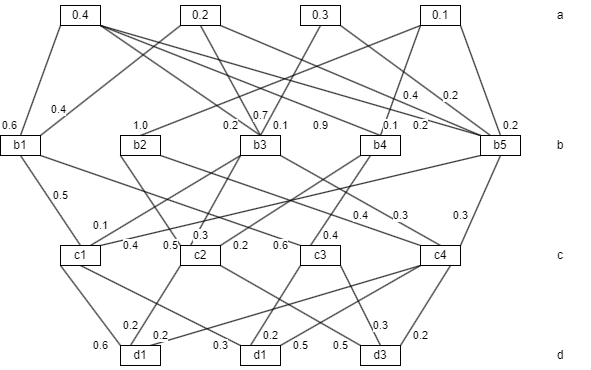 0.4 0.2 0.3 0.1 a
0.4 0.2
0.4
0.7
0.6 1.0 0.2 0.1 0.9 0.1 0.2 0.2
b1 b2 b3 b4 b5 b
0.5
0.4 0.3 0.3
0.1
0.3 0.4
0.4 0.5 0.2 0.6
c1 c2 c3 c4 c
0.2 0.3
0.2 0.2 0.2
0.6 0.3 0.5 0.5
d1 d1 d3 d